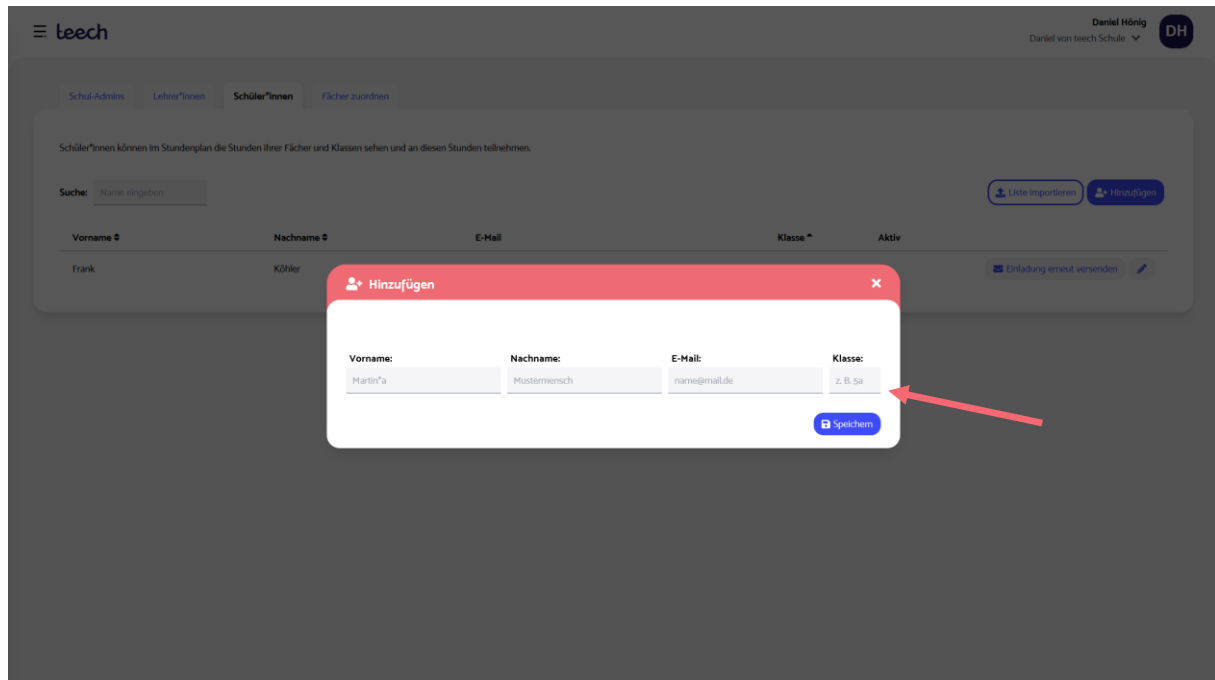 teech
Daniel Hönig
Daniel von teech Schule
DH
Schul-Admins Lehrer*innen Schüler*innen Fächer zuordnen
Schüler*innen können im Stundenplan die Stunden ihrer Fächer und Klassen sehen und an diesen Stunden teilnehmen.
Suche: Name eingeben
Liste importieren Hinzufügen
Vorname Nachname E-Mail Klasse Aktiv
Frank Köhler Einladung erneut versenden
Hinzufügen
Vorname: Nachname: E-Mail: Klasse:
Martin*a Mustermensch name@mail.de z. B. 5a
Speichern